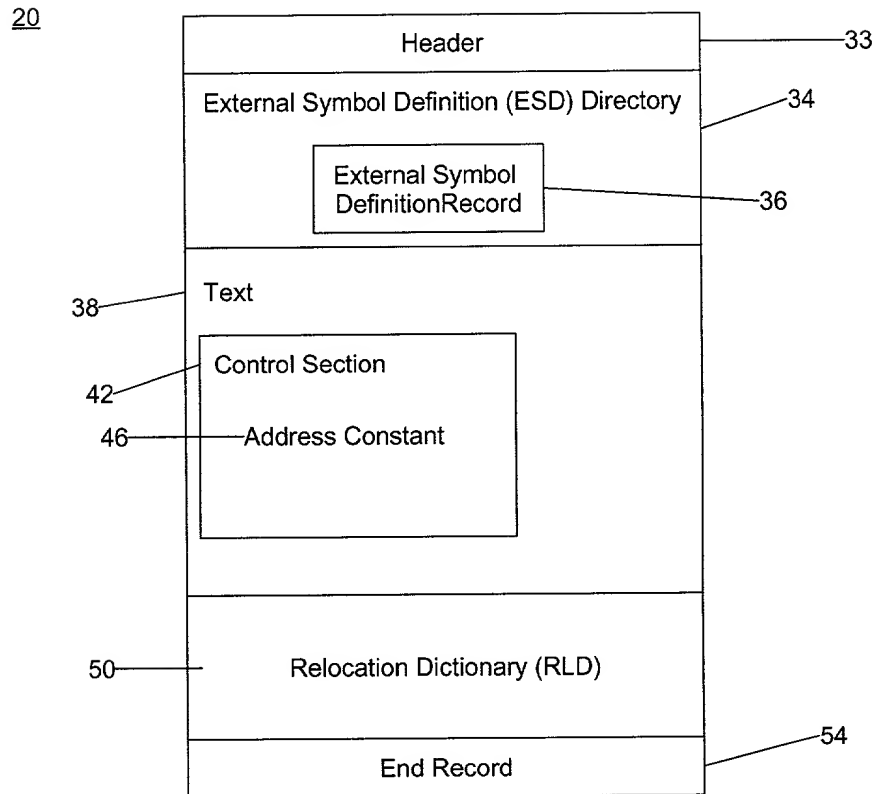 20
Header
33
External Symbol Definition (ESD) Directory
34
External Symbol
DefinitionRecord
36
38
Text
Control Section
42
46
Address Constant
50
Relocation Dictionary (RLD)
54
End Record